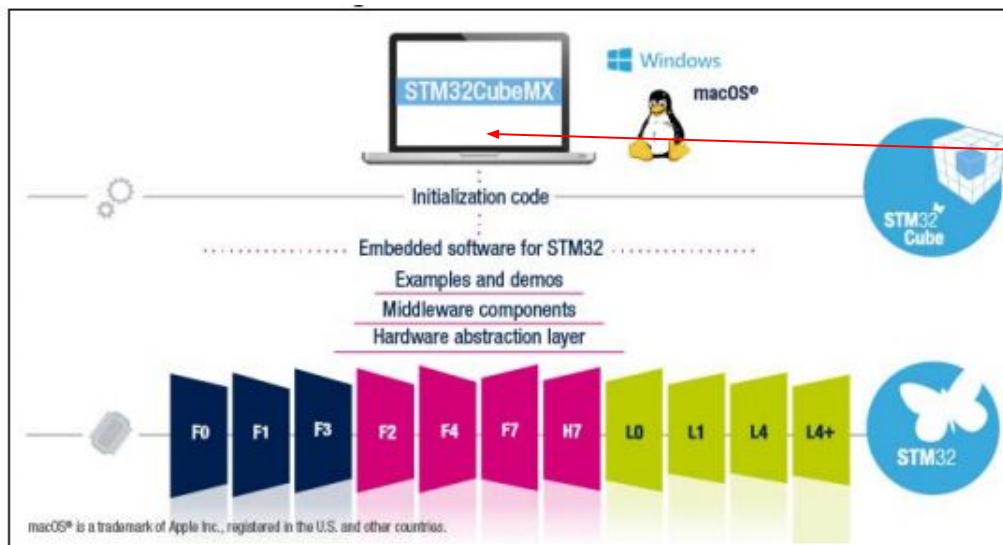 STM32CubeMX
Windows
macOS®
Initialization code
STM32
Cube
Embedded software for STM32
Examples and demos
Middleware components
Hardware abstraction layer
F0 F1 F3 F2 F4 F7 H7 L0 L1 L4 L4+
STM32
macOS® is a trademark of Apple Inc., registered in the U.S. and other countries.